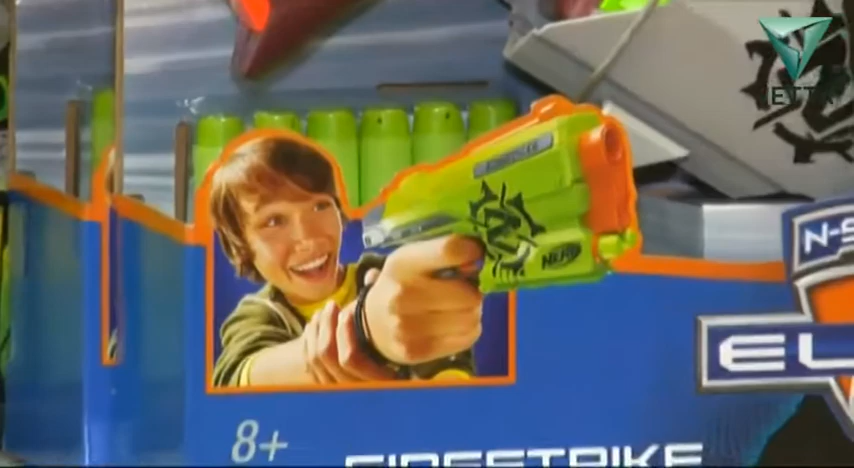 NERF
N-S
EL
8+
FIRESTRIKE